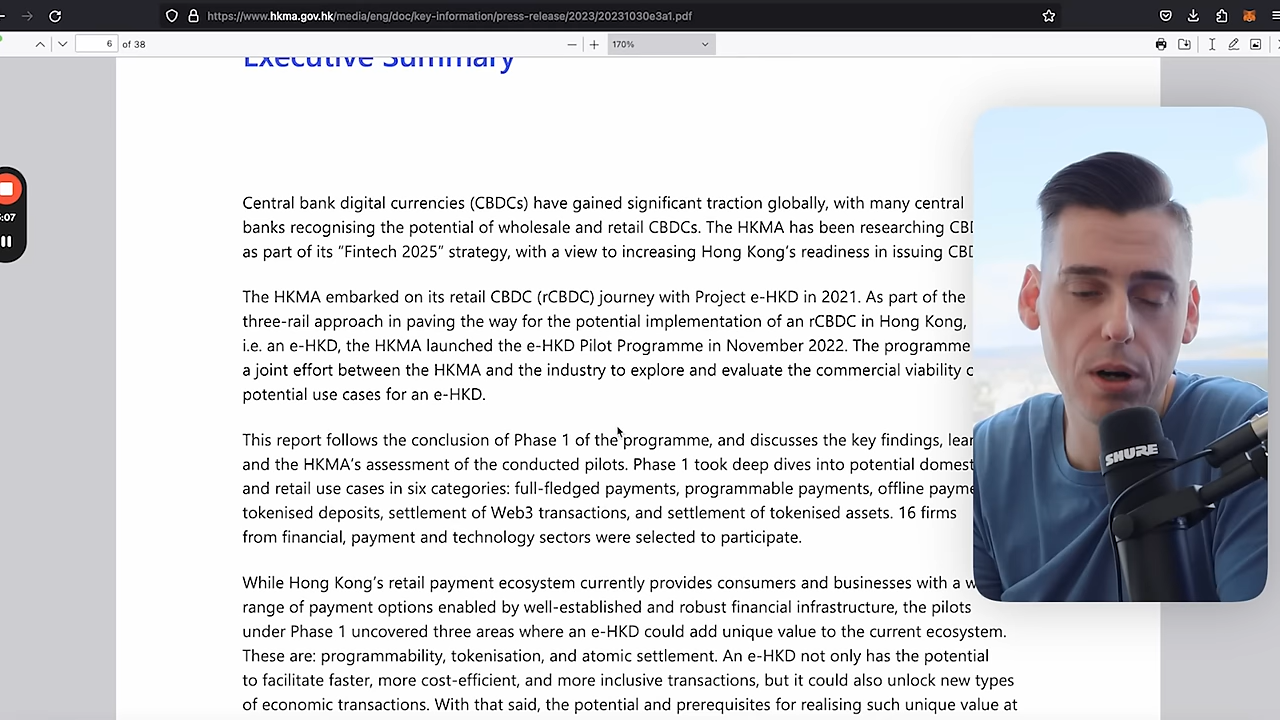 https://www.hkma.gov.hk/media/eng/doc/key-information/press-release/2023/20231030e3a1.pdf
6 of 38
170%
Executive Summary
Central bank digital currencies (CBDCs) have gained significant traction globally, with many central
banks recognising the potential of wholesale and retail CBDCs. The HKMA has been researching
as part of its “Fintech 2025” strategy, with a view to increasing Hong Kong’s readiness in issuing
The HKMA embarked on its retail CBDC (rCBDC) journey with Project e-HKD in 2021. As part of the
three-rail approach in paving the way for the potential implementation of an rCBDC in Hong Kong,
i.e. an e-HKD, the HKMA launched the e-HKD Pilot Programme in November 2022. The programme
a joint effort between the HKMA and the industry to explore and evaluate the commercial viability
potential use cases for an e-HKD.
This report follows the conclusion of Phase 1 of the programme, and discusses the key findings,
and the HKMA’s assessment of the conducted pilots. Phase 1 took deep dives into potential
and retail use cases in six categories: full-fledged payments, programmable payments, offline
tokenised deposits, settlement of Web3 transactions, and settlement of tokenised assets. 16 firms
from financial, payment and technology sectors were selected to participate.
While Hong Kong’s retail payment ecosystem currently provides consumers and businesses with a
range of payment options enabled by well-established and robust financial infrastructure, the pilots
under Phase 1 uncovered three areas where an e-HKD could add unique value to the current ecosystem.
These are: programmability, tokenisation, and atomic settlement. An e-HKD not only has the potential
to facilitate faster, more cost-efficient, and more inclusive transactions, but it could also unlock new types
of economic transactions. With that said, the potential and prerequisites for realising such unique value at
SHURE